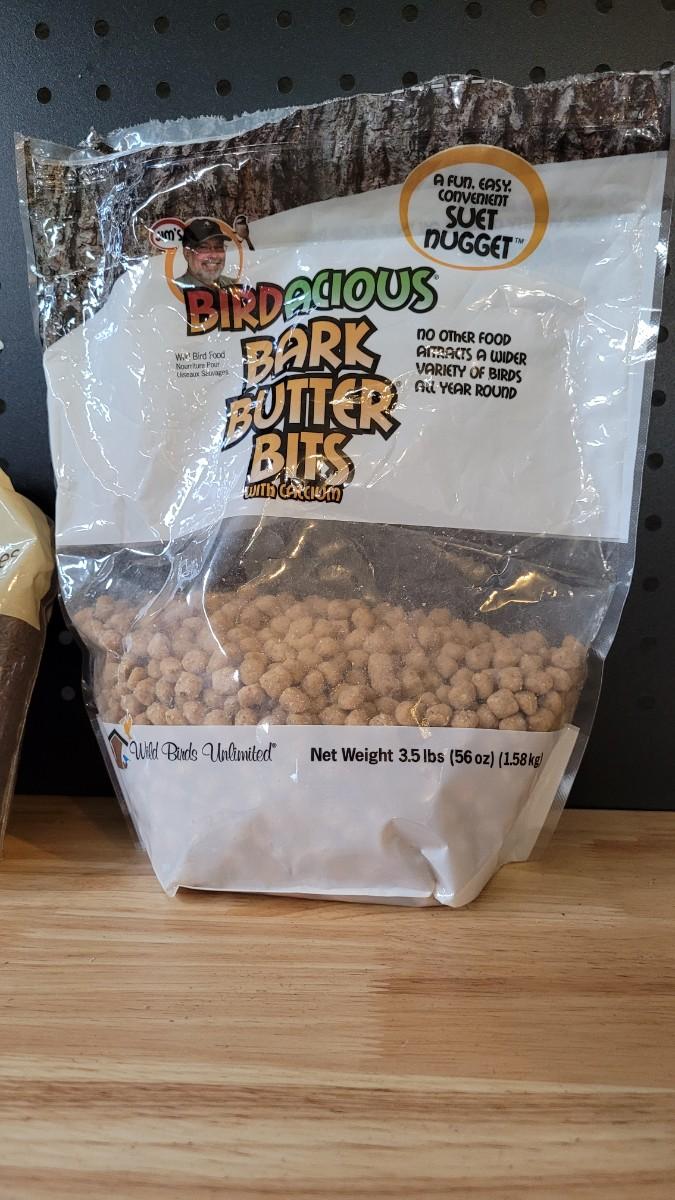 A FUN, EASY,
CONVENIENT
SUET
NUGGET™
Jim's
BIRDACIOUS®
BARK
BUTTER®
BITS
WITH CALCIUM
Wild Bird Food
Nourriture Pour
Oiseaux Sauvages
NO OTHER FOOD
ATTRACTS A WIDER
VARIETY OF BIRDS
ALL YEAR ROUND
Wild Birds Unlimited®
Net Weight 3.5 lbs (56 oz) (1.58 kg)